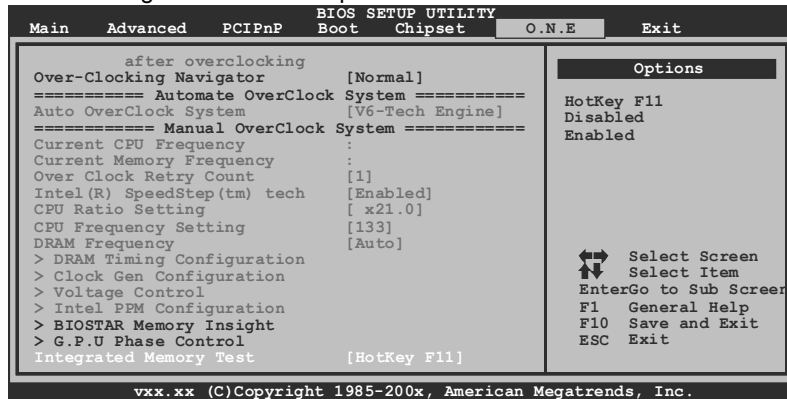 BIOS SETUP UTILITY
Main Advanced PCIPnP Boot Chipset O.N.E Exit
after overclocking
Over-Clocking Navigator [Normal]
=========== Automate OverClock System ===========
Auto OverClock System [V6-Tech Engine]
============ Manual OverClock System ============
Current CPU Frequency :
Current Memory Frequency :
Over Clock Retry Count [1]
Intel(R) SpeedStep(tm) tech [Enabled]
CPU Ratio Setting [ x21.0]
CPU Frequency Setting [133]
DRAM Frequency [Auto]
> DRAM Timing Configuration
> Clock Gen Configuration
> Voltage Control
> Intel PPM Configuration
> BIOSTAR Memory Insight
> G.P.U Phase Control
Integrated Memory Test [HotKey F11]
Options
HotKey F11
Disabled
Enabled
Select Screen
Select Item
EnterGo to Sub Screen
F1 General Help
F10 Save and Exit
ESC Exit
vxx.xx (C)Copyright 1985-200x, American Megatrends, Inc.